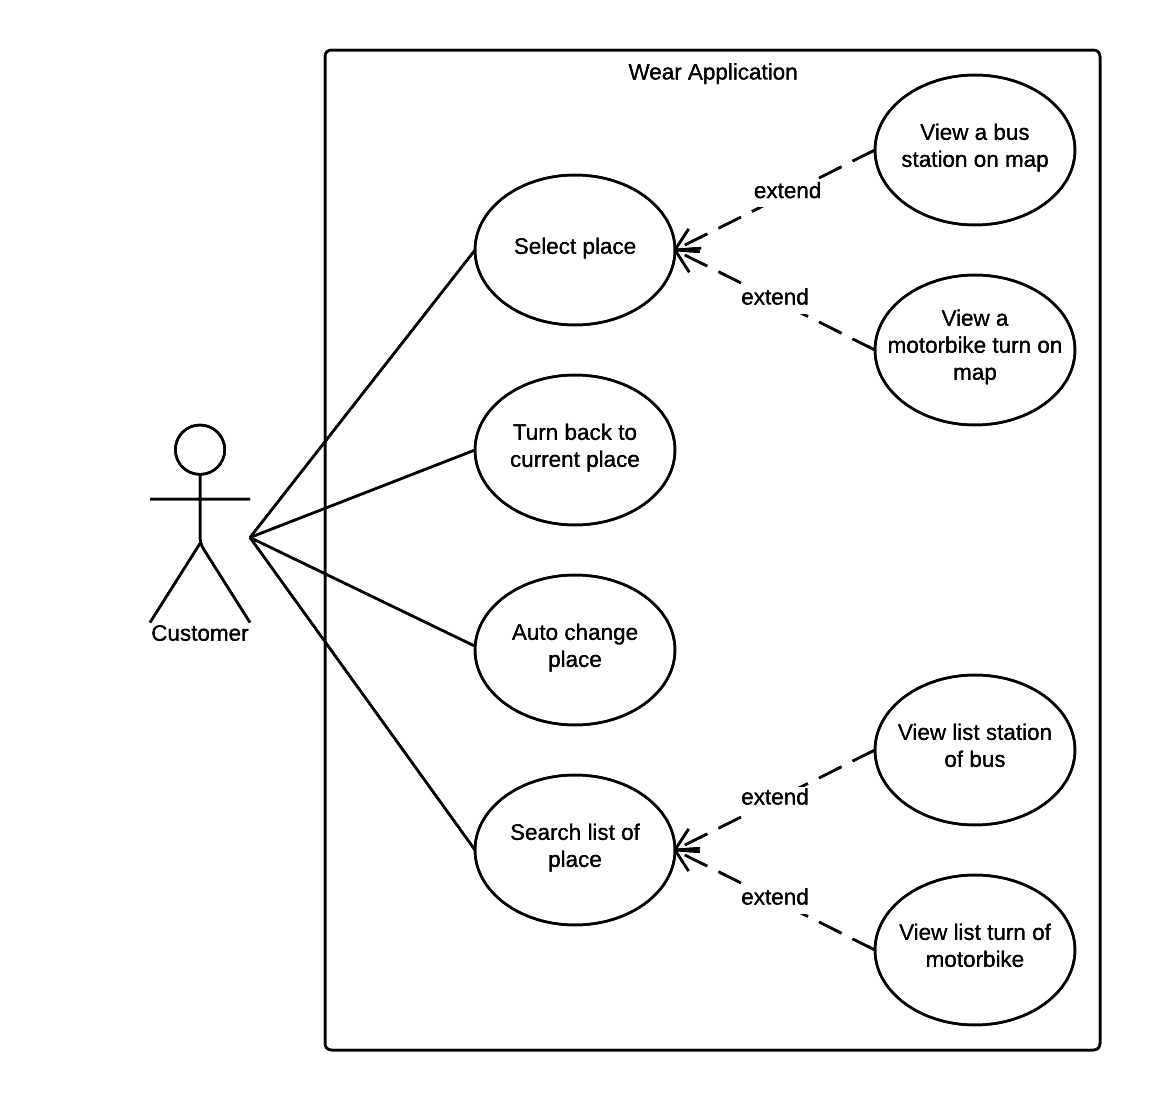 Wear Application
View a bus
station on map
extend
Select place
extend
View a
motorbike turn on
map
Turn back to
current place
Customer
Auto change
place
View list station
of bus
extend
Search list of
place
extend
View list turn of
motorbike